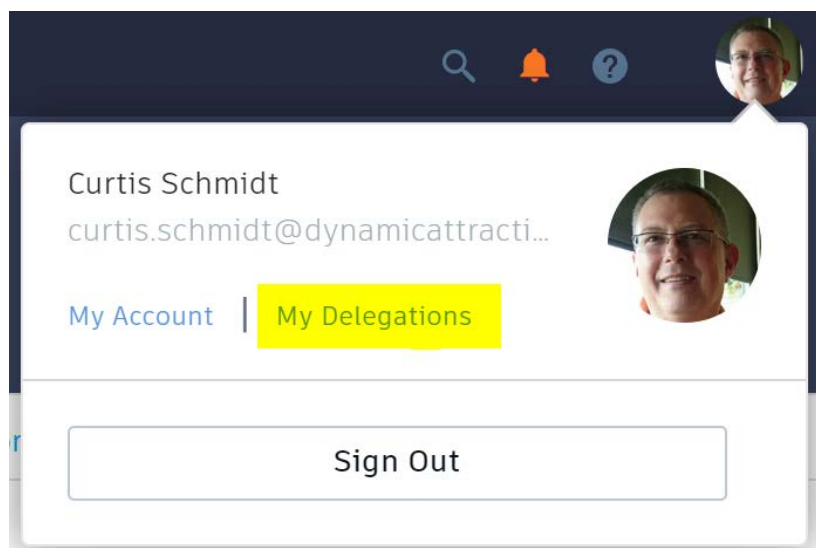 Curtis Schmidt
curtis.schmidt@dynamicattracti...
My Account | My Delegations
Sign Out